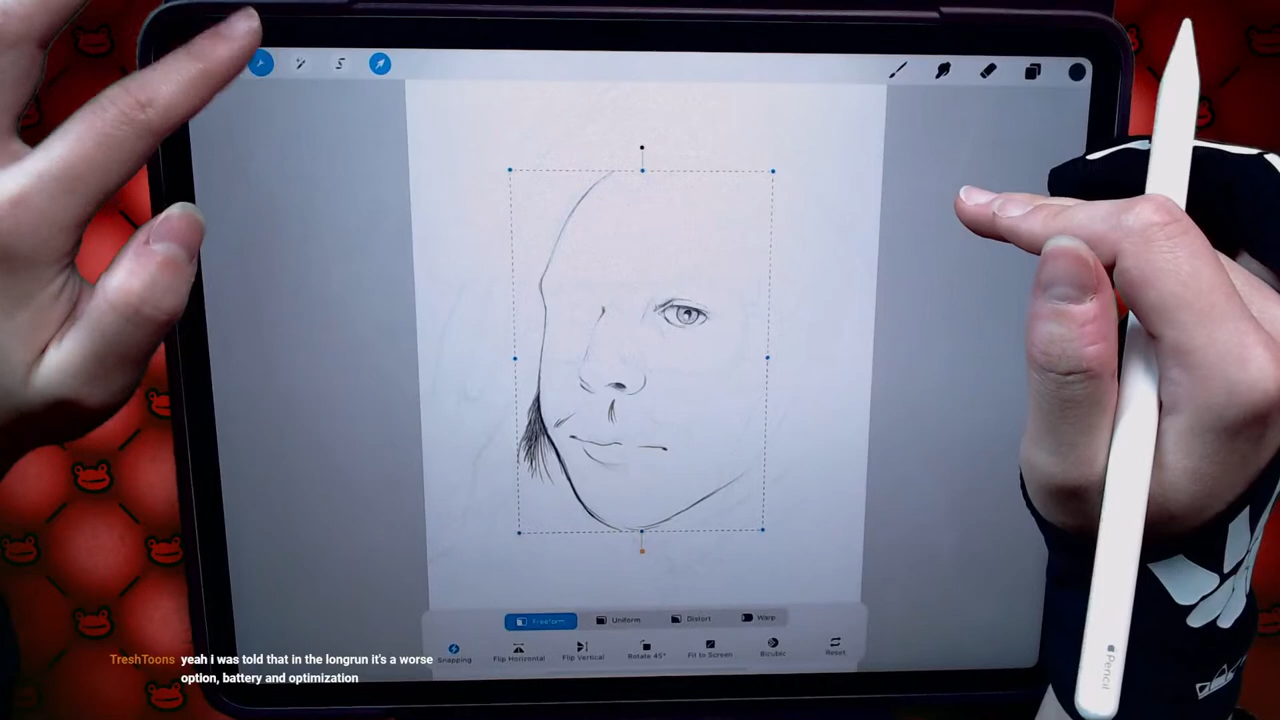 Freeform Uniform Distort Warp
Snapping Flip Horizontal Flip Vertical Rotate 45° Fit to Screen Bicubic Reset
TreshToons yeah i was told that in the longrun it's a worse
option, battery and optimization
Pencil